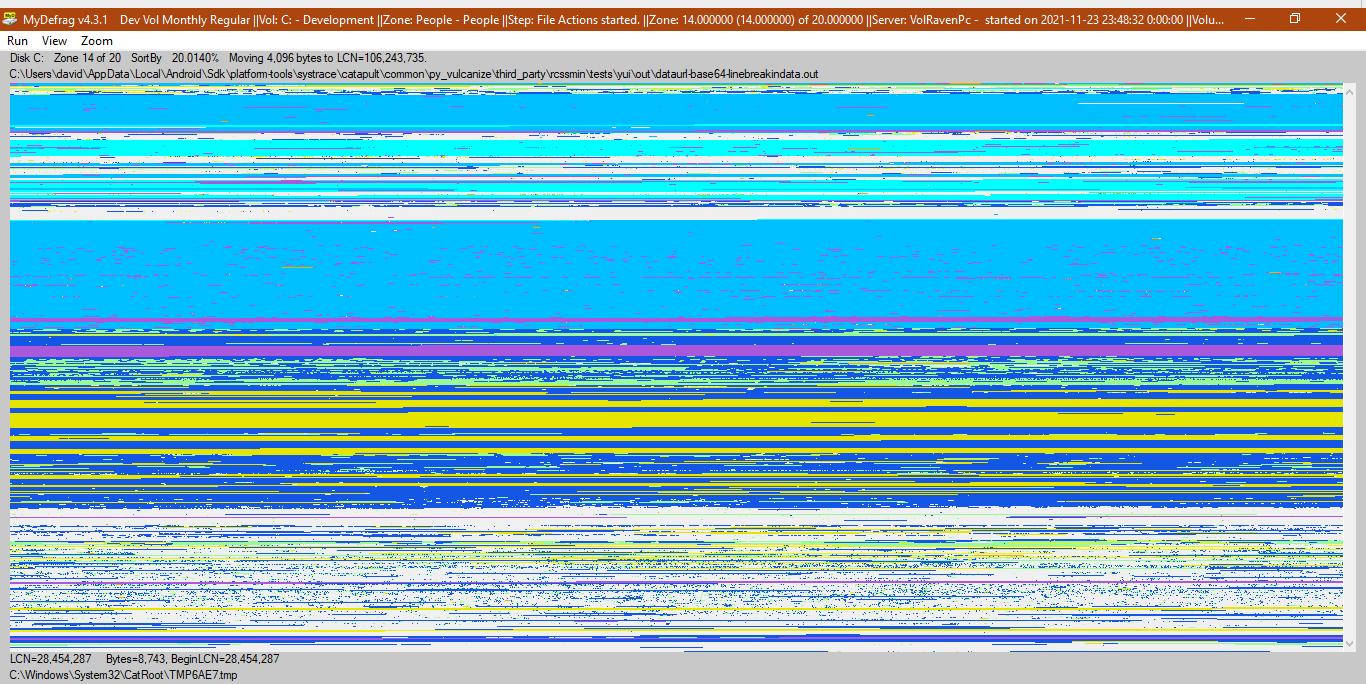 MyDefrag v4.3.1    Dev Vol Monthly Regular ||Vol: C: - Development ||Zone: People - People ||Step: File Actions started. ||Zone: 14.000000 (14.000000) of 20.000000 ||Server: VolRavenPc -  started on 2021-11-23 23:48:32 0:00:00 ||Volu...
Run View Zoom
Disk C:   Zone 14 of 20   SortBy   20.0140%   Moving 4,096 bytes to LCN=106,243,735.
C:\Users\david\AppData\Local\Android\Sdk\platform-tools\systrace\catapult\common\py_vulcanize\third_party\rcssmin\tests\yui\out\dataurl-base64-linebreakindata.out
LCN=28,454,287     Bytes=8,743, BeginLCN=28,454,287
C:\Windows\System32\CatRoot\TMP6AE7.tmp